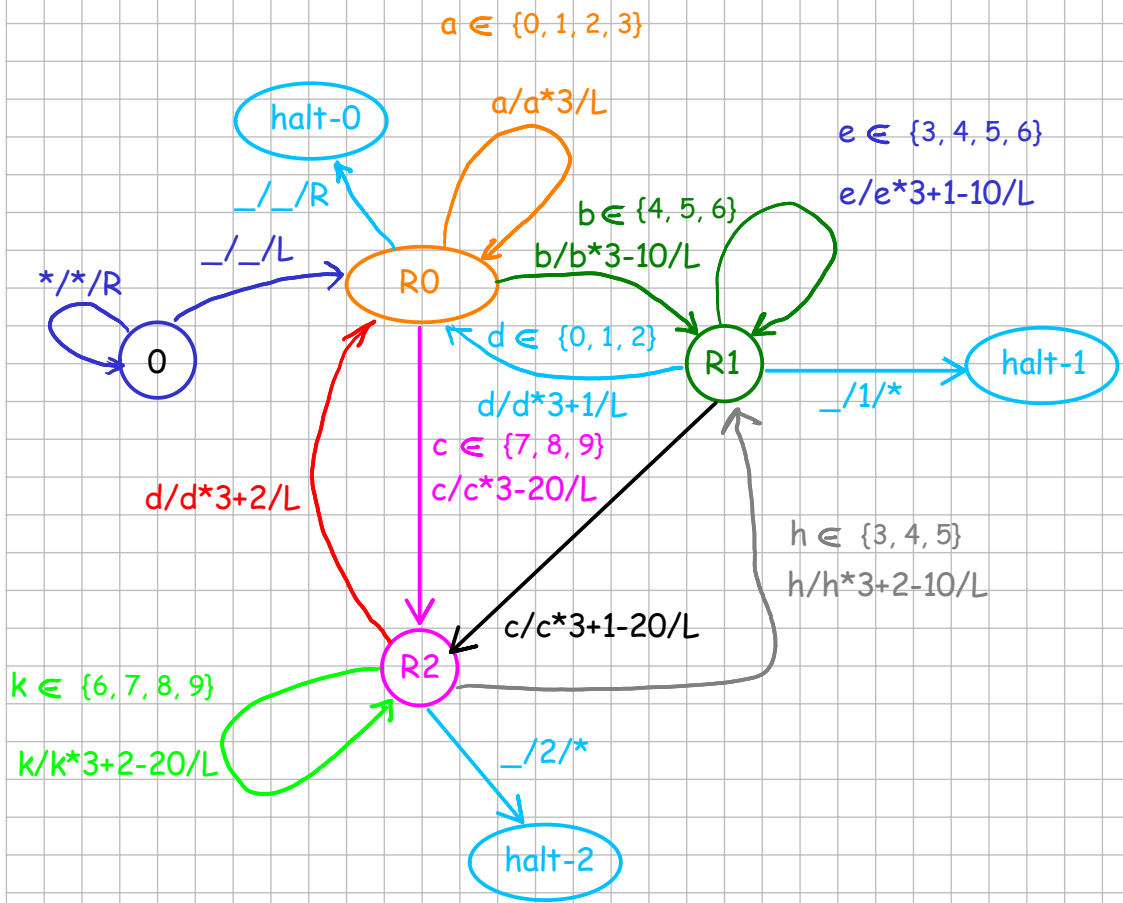 a ∈ {0, 1, 2, 3}
halt-0
a/a*3/L
e ∈ {3, 4, 5, 6}
_/_/R
e/e*3+1-10/L
b ∈ {4, 5, 6}
_/_/L
b/b*3-10/L
*/*/R
R0
d ∈ {0, 1, 2}
0
R1
halt-1
d/d*3+1/L
_/1/*
c ∈ {7, 8, 9}
c/c*3-20/L
d/d*3+2/L
h ∈ {3, 4, 5}
h/h*3+2-10/L
c/c*3+1-20/L
R2
k ∈ {6, 7, 8, 9}
k/k*3+2-20/L
_/2/*
halt-2